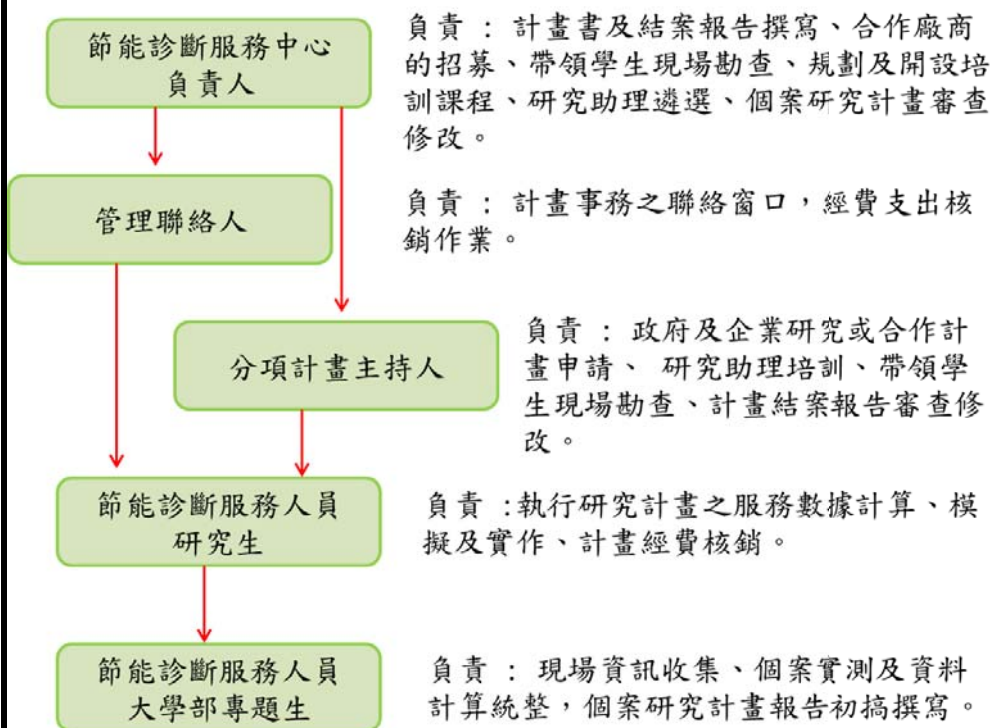 節能診斷服務中心
負責人
負責 : 計畫書及結案報告撰寫、合作廠商
的招募、帶領學生現場勘查、規劃及開設培
訓課程、研究助理遴選、個案研究計畫審查
修改。
管理聯絡人
負責 : 計畫事務之聯絡窗口，經費支出核
銷作業。
分項計畫主持人
負責 : 政府及企業研究或合作計
畫申請、 研究助理培訓、帶領學
生現場勘查、計畫結案報告審查修
改。
節能診斷服務人員
研究生
負責 :執行研究計畫之服務數據計算、模
擬及實作、計畫經費核銷。
節能診斷服務人員
大學部專題生
負責 : 現場資訊收集、個案實測及資料
計算統整，個案研究計畫報告初搞撰寫。